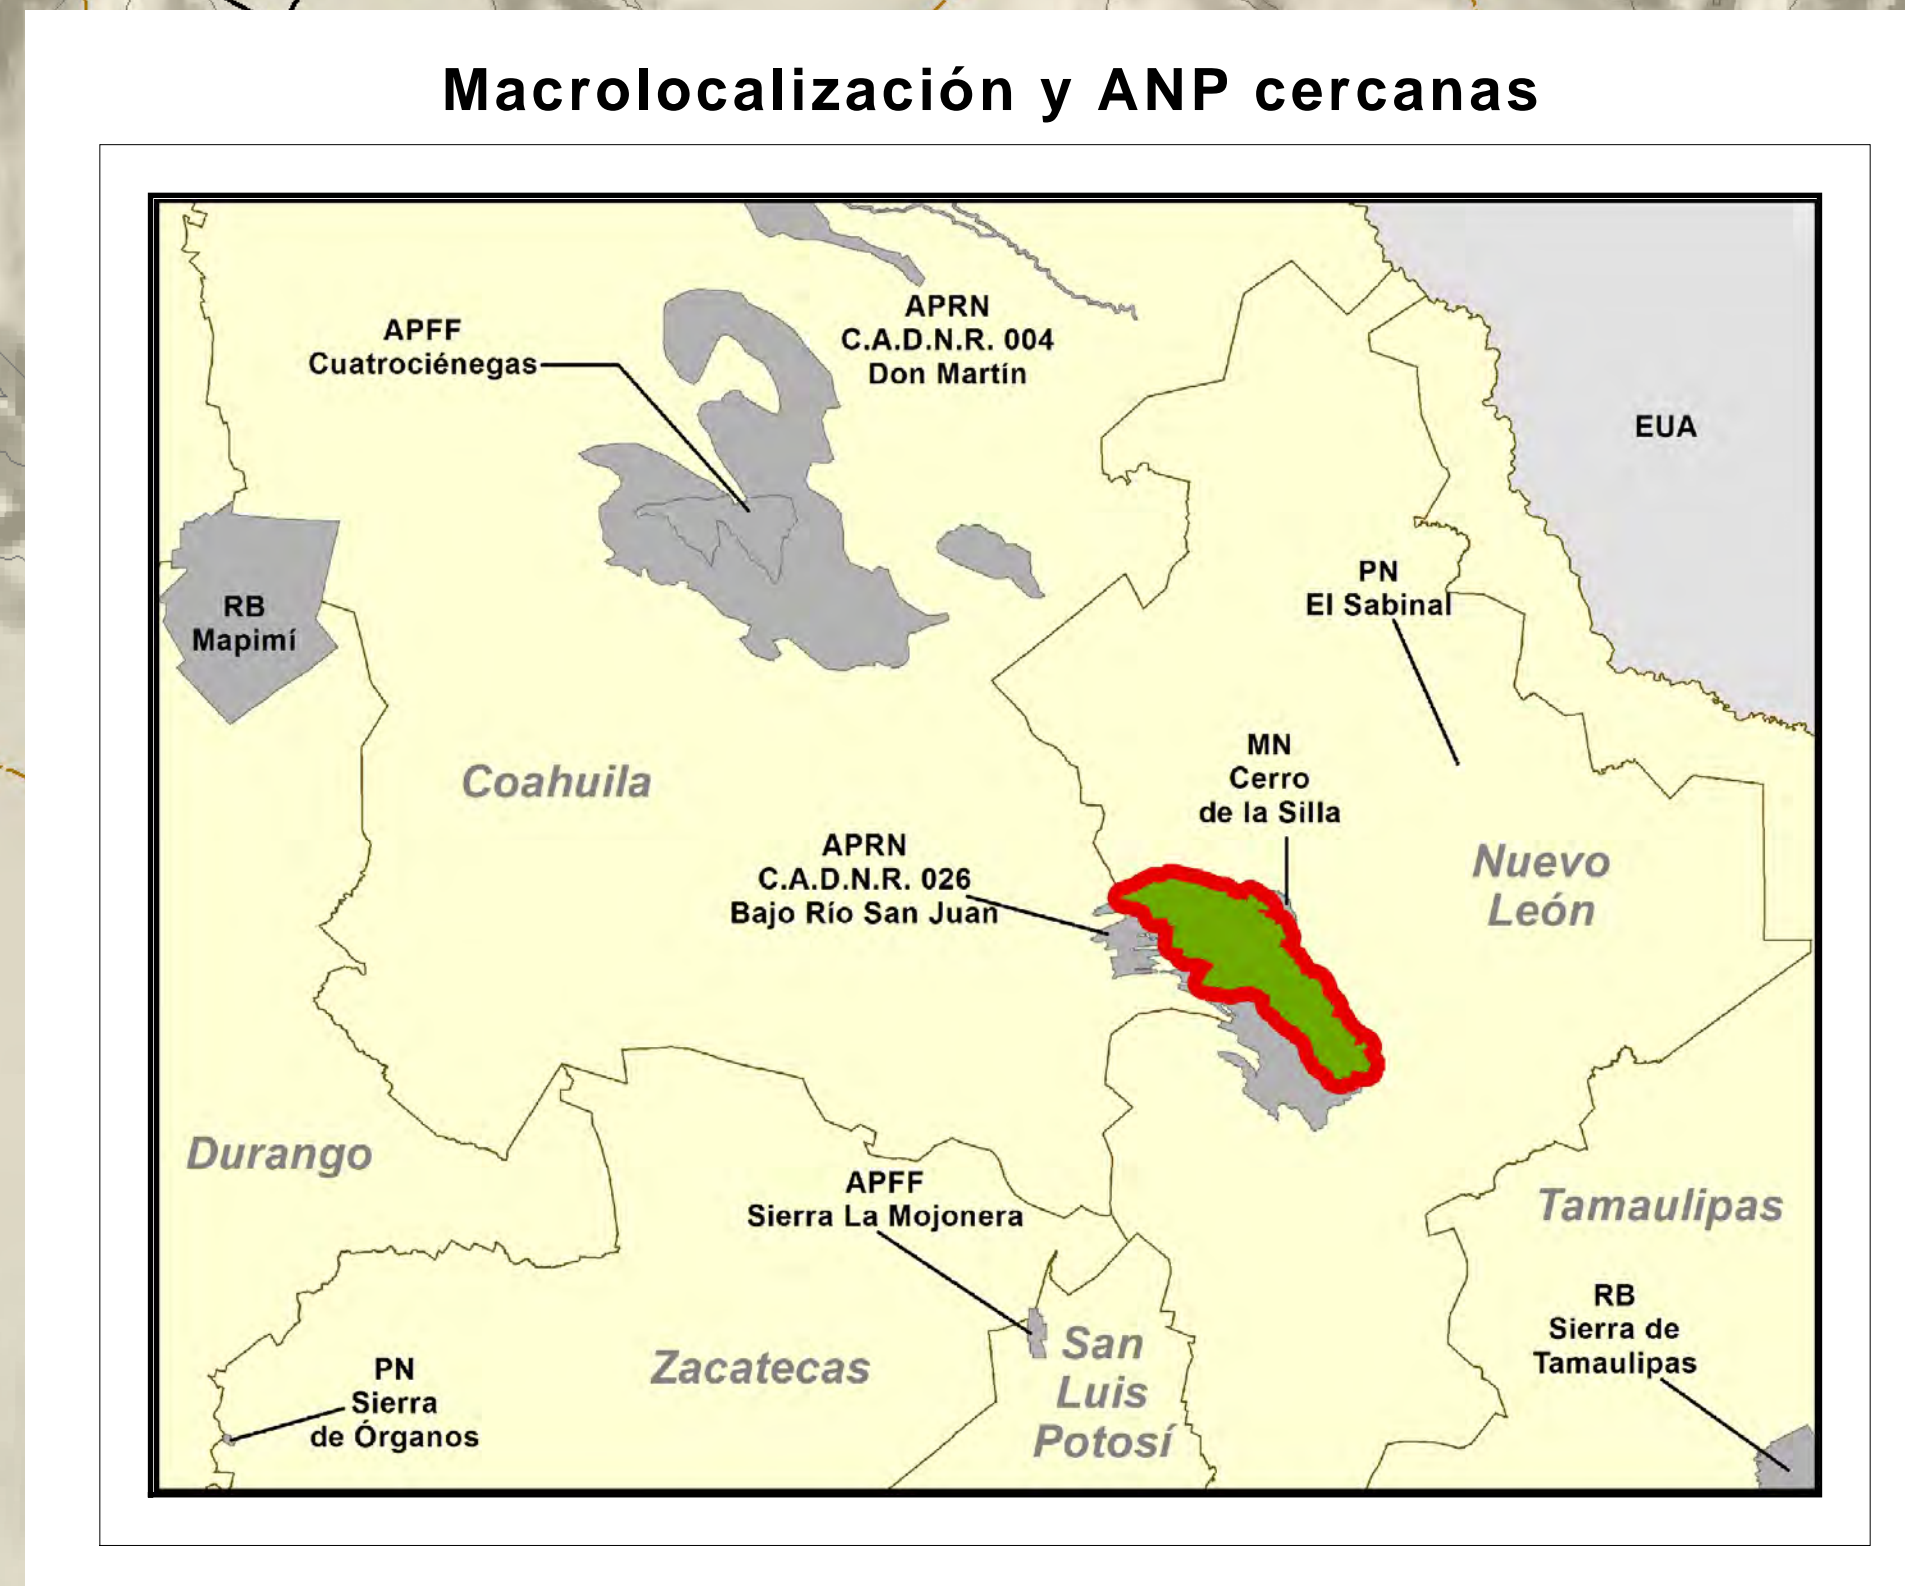 Macrolocalización y ANP cercanas
APRN
C.A.D.N.R. 004
Don Martín
APFF
Cuatrociénegas
EUA
RB
Mapimí
PN
El Sabinal
MN
Cerro
de la Silla
Coahuila
APRN
C.A.D.N.R. 026
Bajo Río San Juan
Nuevo
León
Durango
APFF
Sierra La Mojonera
Tamaulipas
RB
Sierra de
Tamaulipas
San
Luis
Potosí
Zacatecas
PN
Sierra
de Órganos